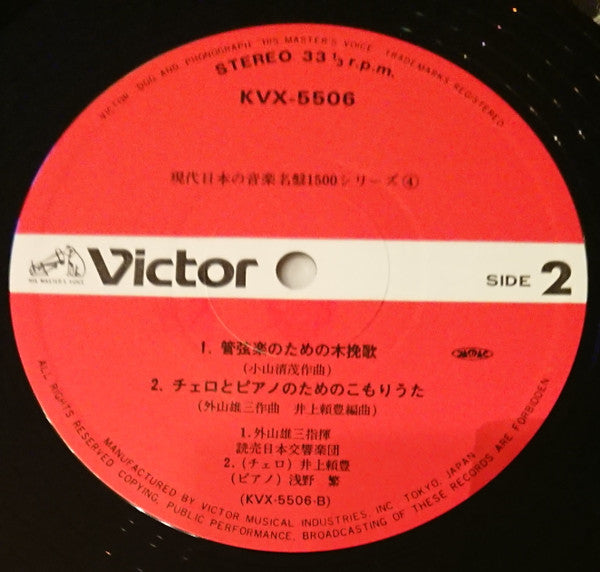 VICTOR "DOG AND PHONOGRAPH" "HIS MASTER'S VOICE" TRADEMARKS REGISTERED
STEREO 33 1/3 r.p.m.
KVX-5506
現代日本の音楽名盤1500シリーズ④
HIS MASTER'S VOICE
Victor
SIDE 2
1. 管弦楽のための木挽歌
(小山清茂作曲)
2. チェロとピアノのためのこもりうた
(外山雄三作曲 井上頼豊編曲)
1. 外山雄三指揮
読売日本交響楽団
2. (チェロ) 井上頼豊
(ピアノ) 浅野 繁
(KVX-5506-B)
MANUFACTURED BY VICTOR MUSICAL INDUSTRIES, INC. TOKYO, JAPAN
ALL RIGHTS RESERVED. COPYING, PUBLIC PERFORMANCE, BROADCASTING OF THESE RECORDS ARE FORBIDDEN